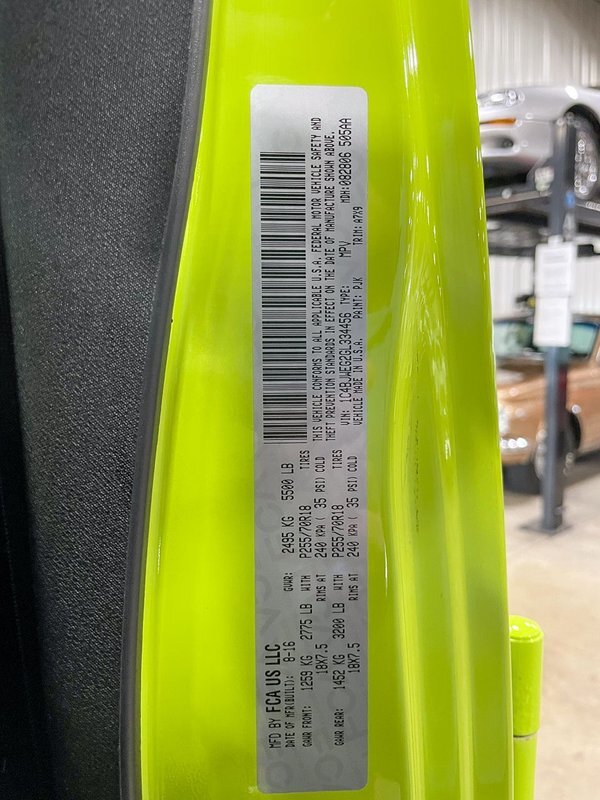 MFD BY FCA US LLC
DATE OF MFR(BUILT): 8-16 GVWR: 2495 KG 5500 LB
GAWR FRONT: 1259 KG 2775 LB WITH P255/70R18 TIRES
18X7.5 RIMS AT 240 KPA ( 35 PSI) COLD
GAWR REAR: 1452 KG 3200 LB WITH P255/70R18 TIRES
18X7.5 RIMS AT 240 KPA ( 35 PSI) COLD
THIS VEHICLE CONFORMS TO ALL APPLICABLE U.S.A. FEDERAL MOTOR VEHICLE SAFETY AND
THEFT PREVENTION STANDARDS IN EFFECT ON THE DATE OF MANUFACTURE SHOWN ABOVE.
VIN: 1C4BJWEG2GL334456 TYPE: MPV MDH:082806 505AA
VEHICLE MADE IN U.S.A. PAINT: PJK TRIM: A7X9